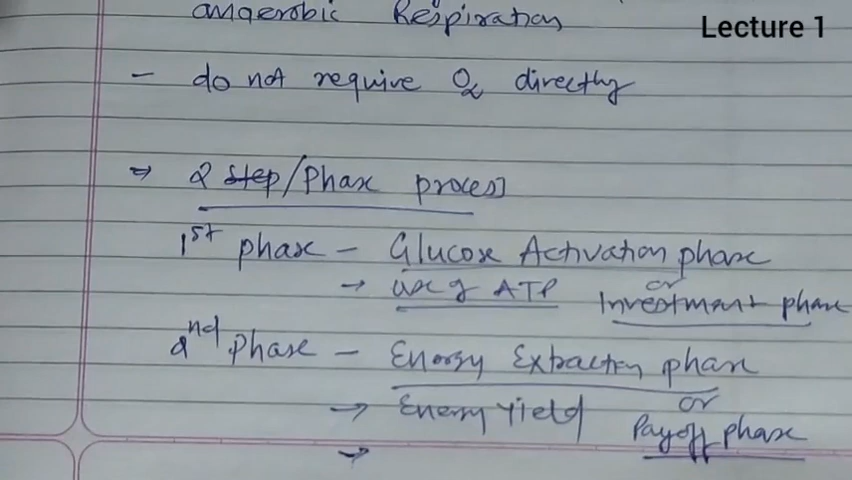 anaerobic Respiration
Lecture 1
- do not require O2 directly
⇒ 2 step/Phase process
1st phase - Glucose Activation phase
→ use of ATP or Investment phase
2nd Phase - Energy Extraction phase
→ Energy Yield or Payoff phase
→